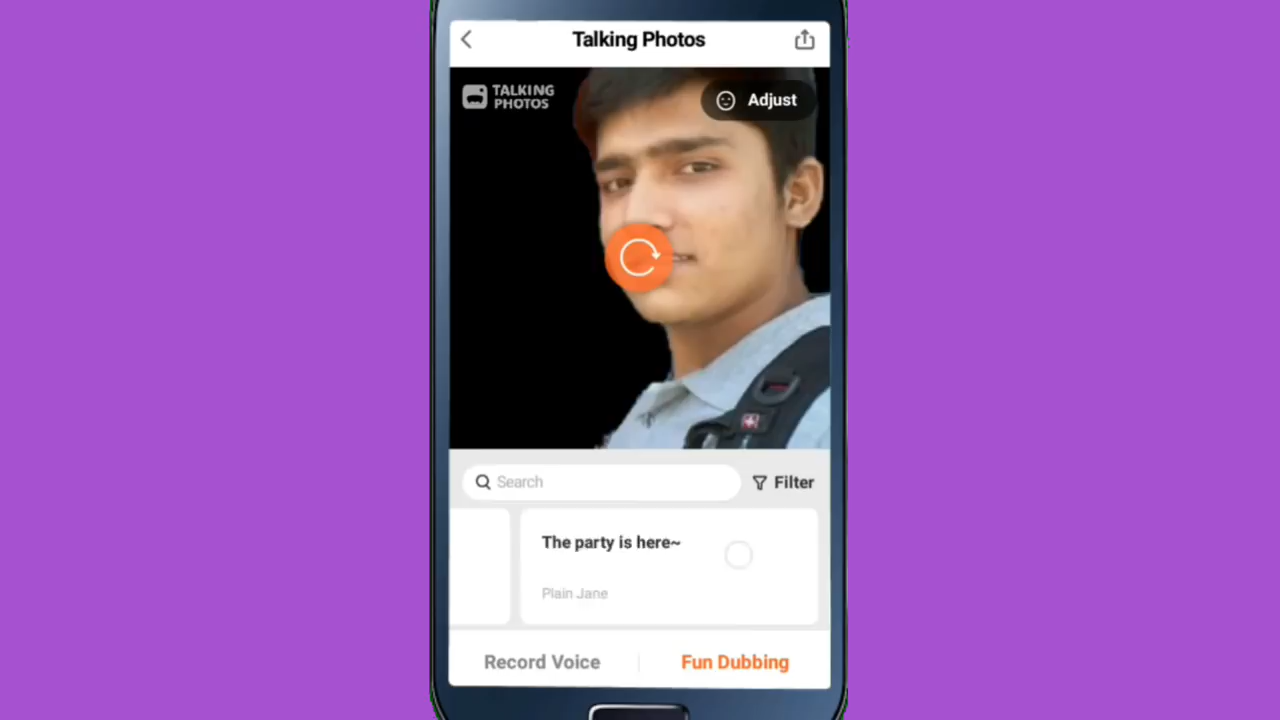 Talking Photos
TALKING
PHOTOS
Adjust
Search
Filter
The party is here~
Plain Jane
Record Voice
Fun Dubbing